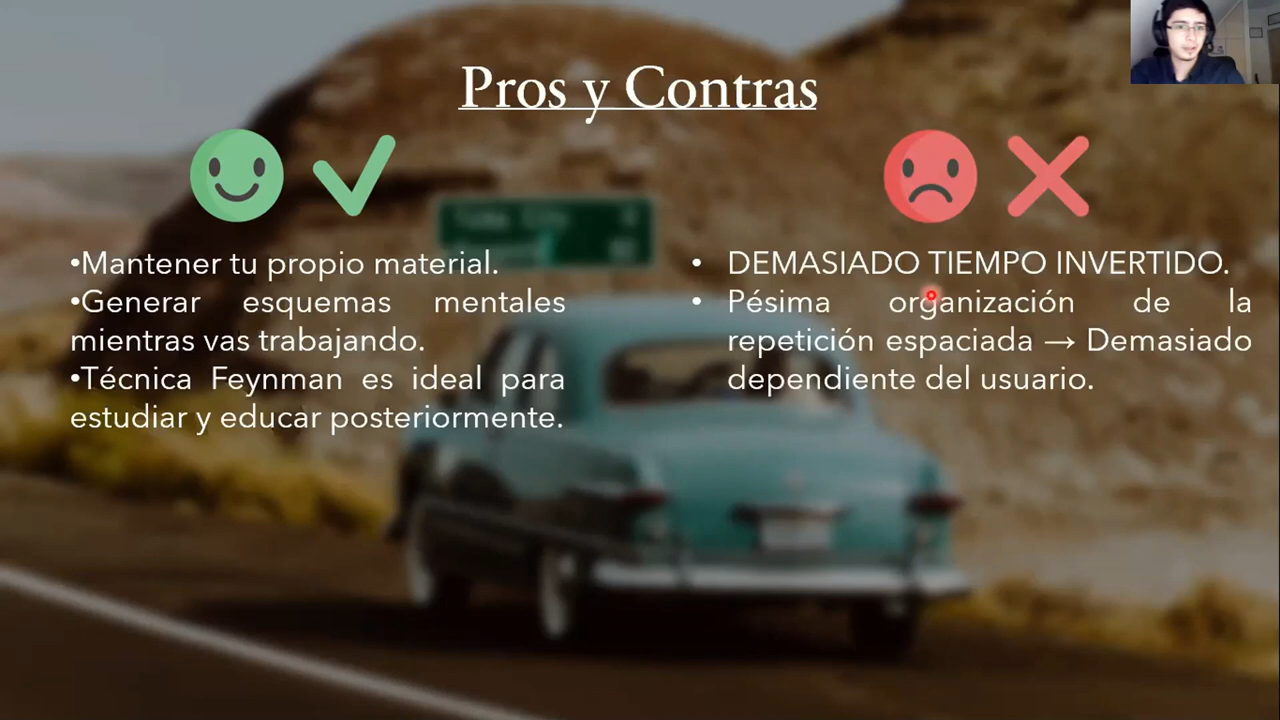 Pros y Contras
•Mantener tu propio material.
•Generar esquemas mentales
mientras vas trabajando.
•Técnica Feynman es ideal para
estudiar y educar posteriormente.
• DEMASIADO TIEMPO INVERTIDO.
• Pésima organización de la
repetición espaciada → Demasiado
dependiente del usuario.